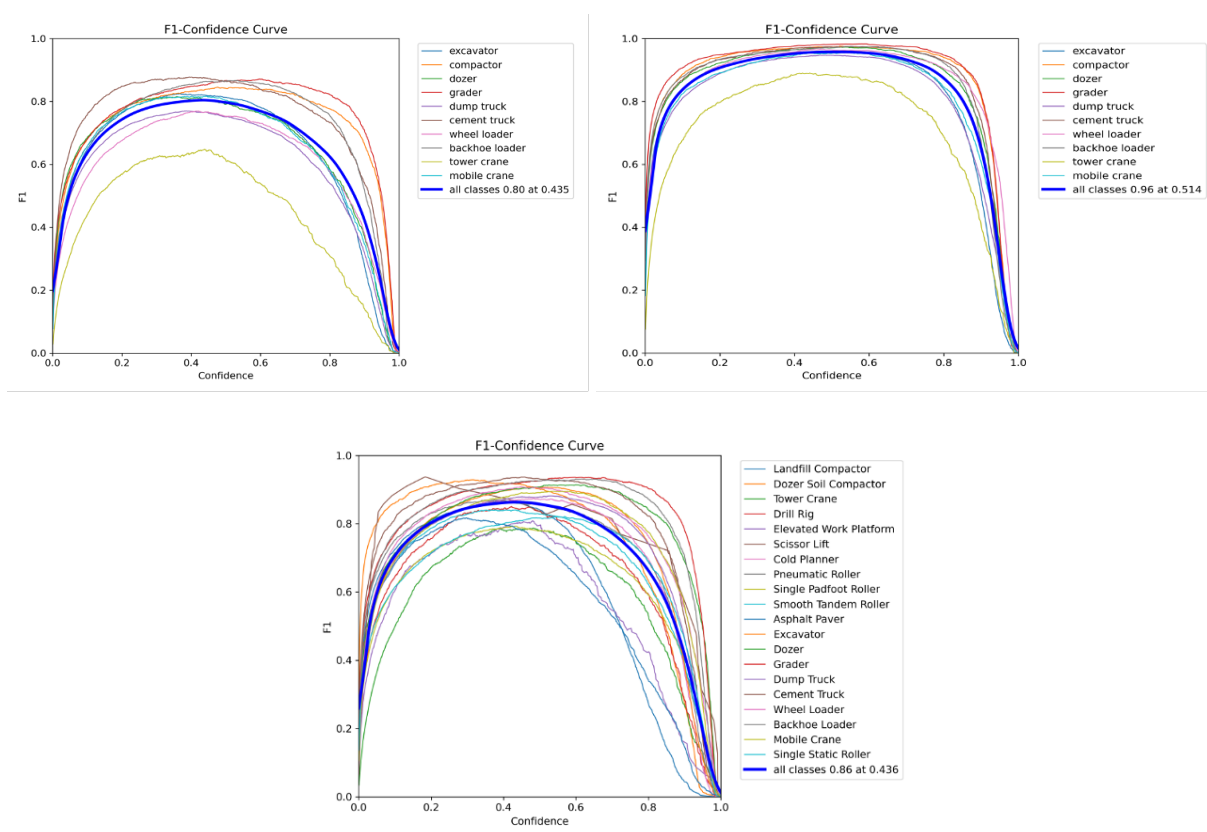 F1-Confidence Curve
1.0
0.8
0.6
0.4
0.2
0.0
F1
0.0 0.2 0.4 0.6 0.8 1.0
Confidence
excavator
compactor
dozer
grader
dump truck
cement truck
wheel loader
backhoe loader
tower crane
mobile crane
all classes 0.80 at 0.435
F1-Confidence Curve
1.0
0.8
0.6
0.4
0.2
0.0
F1
0.0 0.2 0.4 0.6 0.8 1.0
Confidence
excavator
compactor
dozer
grader
dump truck
cement truck
wheel loader
backhoe loader
tower crane
mobile crane
all classes 0.96 at 0.514
F1-Confidence Curve
1.0
0.8
0.6
0.4
0.2
0.0
F1
0.0 0.2 0.4 0.6 0.8 1.0
Confidence
Landfill Compactor
Dozer Soil Compactor
Tower Crane
Drill Rig
Elevated Work Platform
Scissor Lift
Cold Planner
Pneumatic Roller
Single Padfoot Roller
Smooth Tandem Roller
Asphalt Paver
Excavator
Dozer
Grader
Dump Truck
Cement Truck
Wheel Loader
Backhoe Loader
Mobile Crane
Single Static Roller
all classes 0.86 at 0.436